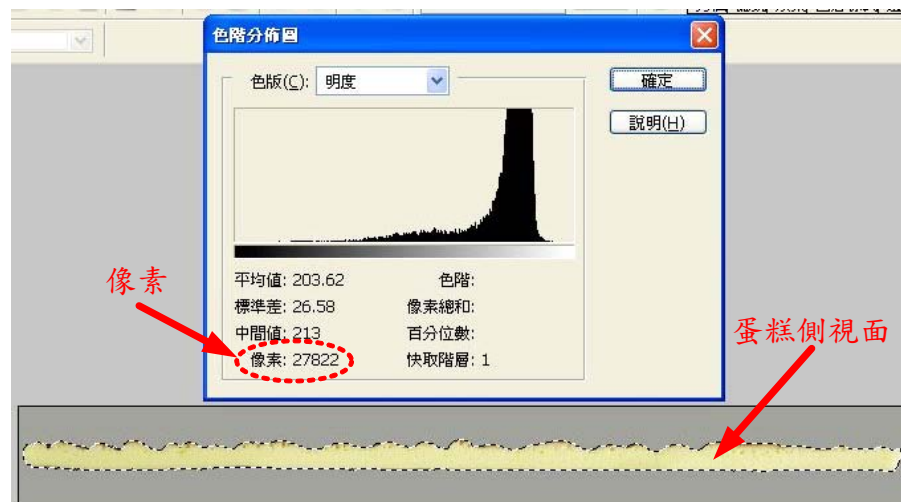 色階分佈圖
色版(C): 明度
確定
說明(H)
平均值: 203.62
色階:
標準差: 26.58
像素總和:
中間值: 213
百分位數:
像素: 27822
快取階層: 1
像素
蛋糕側視面